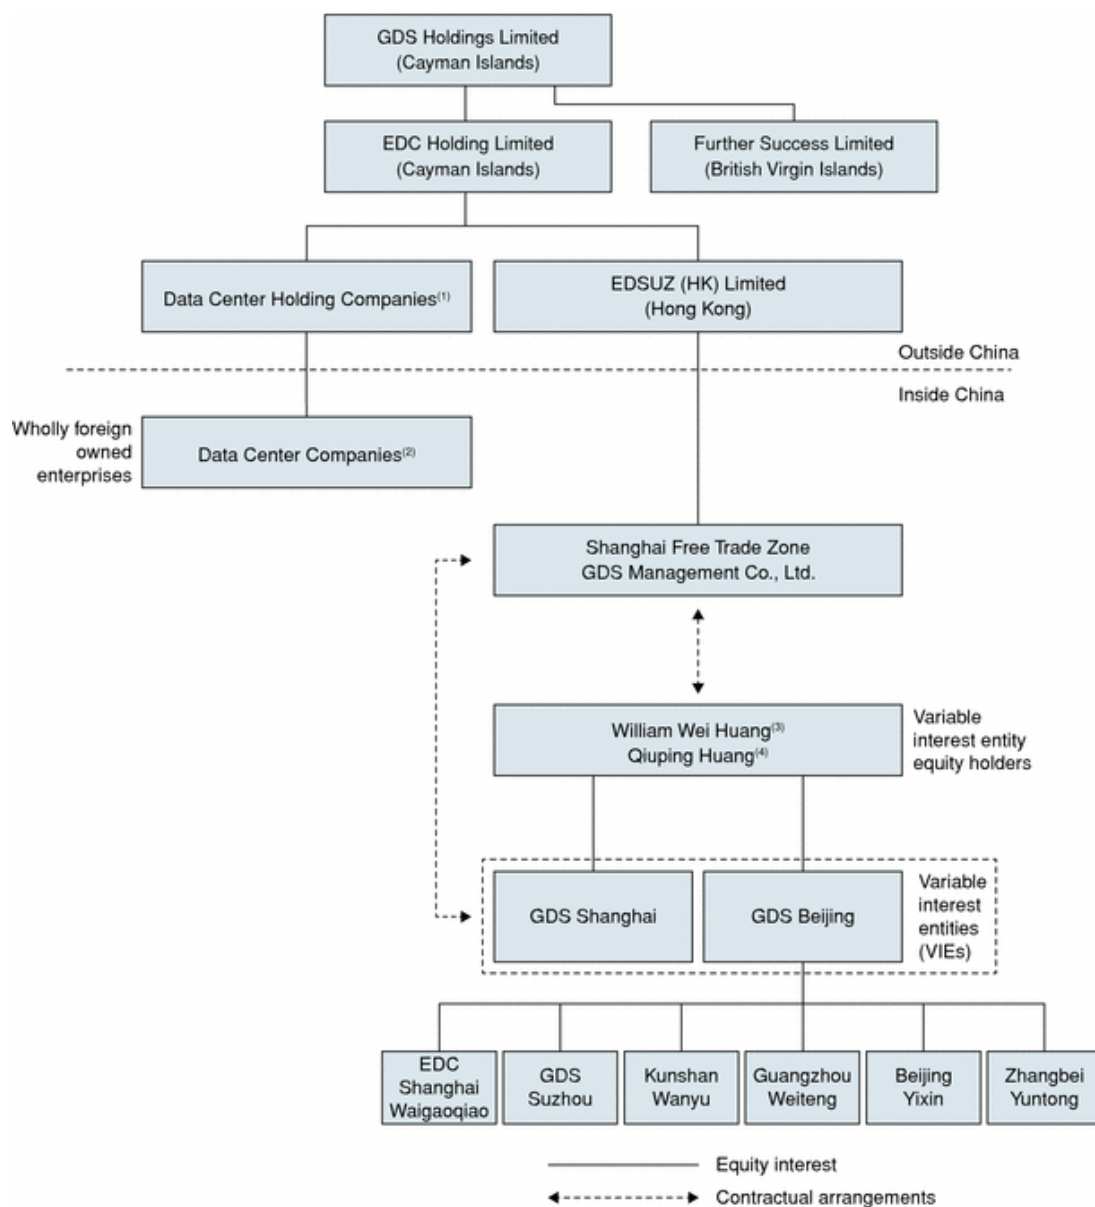 GDS Holdings Limited
(Cayman Islands)
EDC Holding Limited
(Cayman Islands)
Further Success Limited
(British Virgin Islands)
Data Center Holding Companies(1)
EDSUZ (HK) Limited
(Hong Kong)
Outside China
Inside China
Wholly foreign
owned
enterprises
Data Center Companies(2)
Shanghai Free Trade Zone
GDS Management Co., Ltd.
William Wei Huang(3)
Qiuping Huang(4)
Variable
interest entity
equity holders
GDS Shanghai
GDS Beijing
Variable
interest
entities
(VIEs)
EDC
Shanghai
Waigaoqiao
GDS
Suzhou
Kunshan
Wanyu
Guangzhou
Weiteng
Beijing
Yixin
Zhangbei
Yuntong
Equity interest
Contractual arrangements